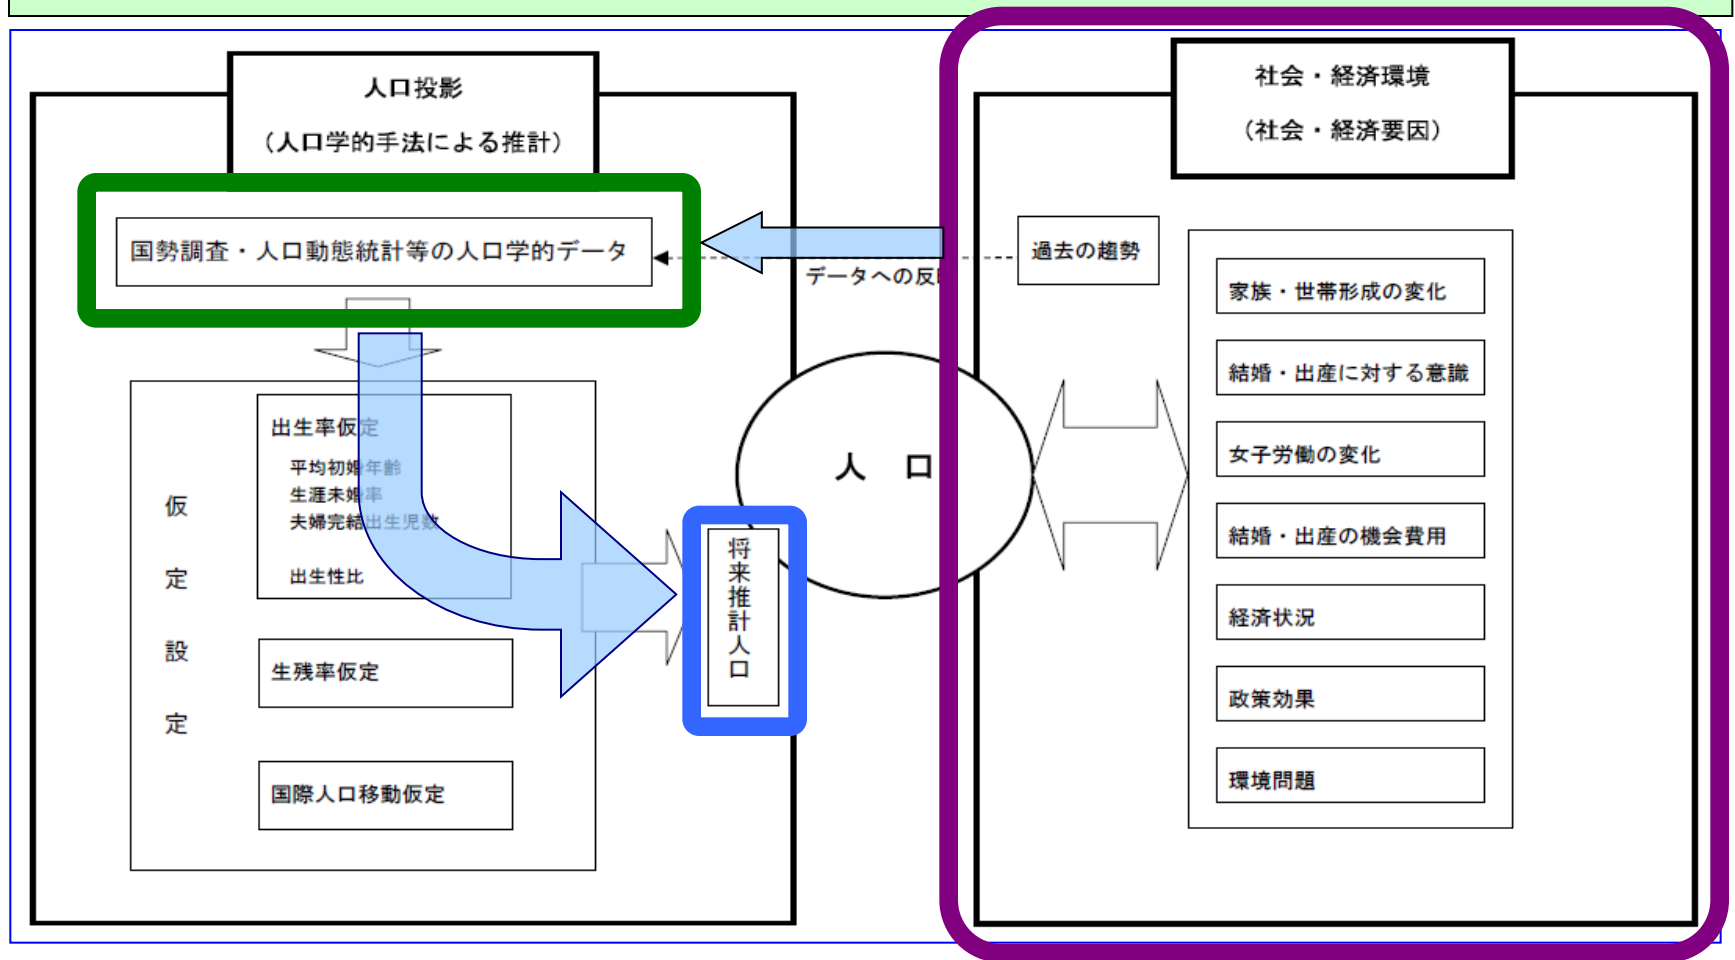 人口投影
（人口学的手法による推計）
国勢調査・人口動態統計等の人口学的データ
仮定設定
出生率仮定
平均初婚年齢
生涯未婚率
夫婦完結出生児数
出生性比
生残率仮定
国際人口移動仮定
データへの反
人　口
将来推計人口
社会・経済環境
（社会・経済要因）
過去の趨勢
家族・世帯形成の変化
結婚・出産に対する意識
女子労働の変化
結婚・出産の機会費用
経済状況
政策効果
環境問題